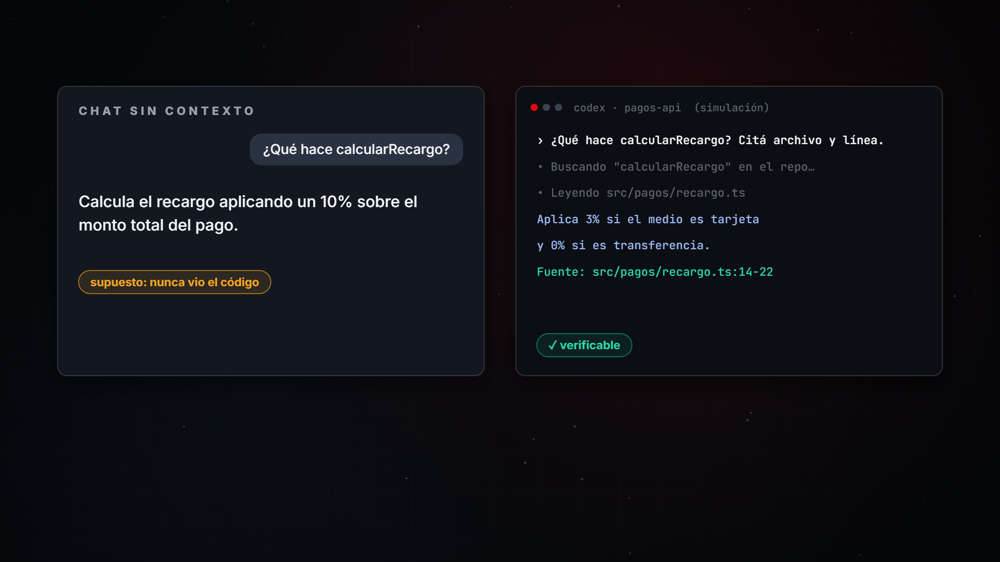 CHAT SIN CONTEXTO
¿Qué hace calcularRecargo?
Calcula el recargo aplicando un 10% sobre el
monto total del pago.
supuesto: nunca vio el código
codex · pagos-api (simulación)
› ¿Qué hace calcularRecargo? Citá archivo y línea.
• Buscando "calcularRecargo" en el repo…
• Leyendo src/pagos/recargo.ts
Aplica 3% si el medio es tarjeta
y 0% si es transferencia.
Fuente: src/pagos/recargo.ts:14-22
✓ verificable